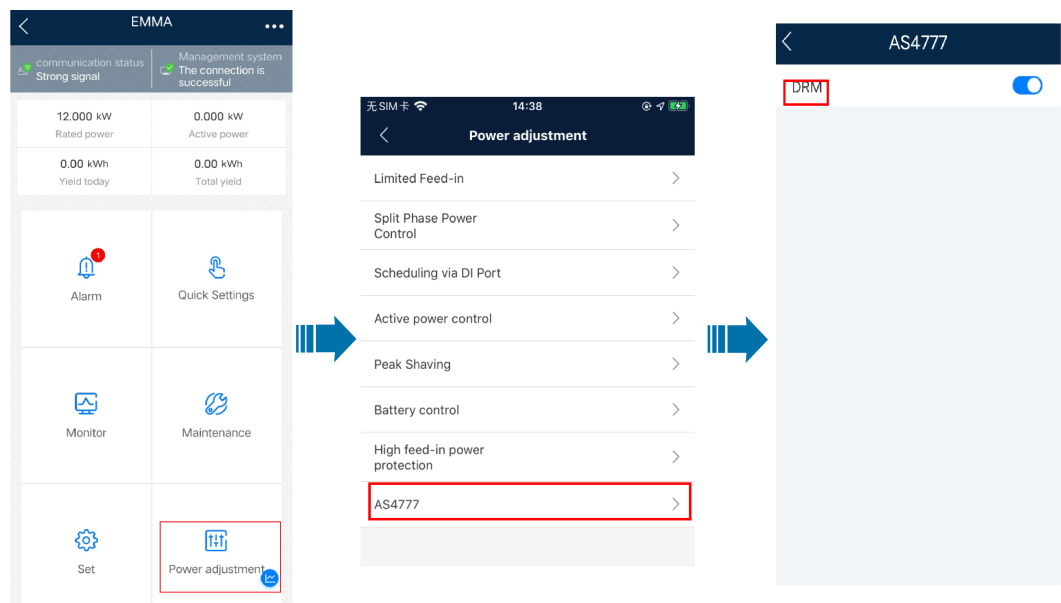 EMMA
communication status
Strong signal
Management system
The connection is
successful
12.000 kW
Rated power
0.000 kW
Active power
0.00 kWh
Yield today
0.00 kWh
Total yield
1
Alarm
Quick Settings
Monitor
Maintenance
Set
Power adjustment
无SIM卡
14:38
Power adjustment
Limited Feed-in
Split Phase Power
Control
Scheduling via DI Port
Active power control
Peak Shaving
Battery control
High feed-in power
protection
AS4777
AS4777
DRM